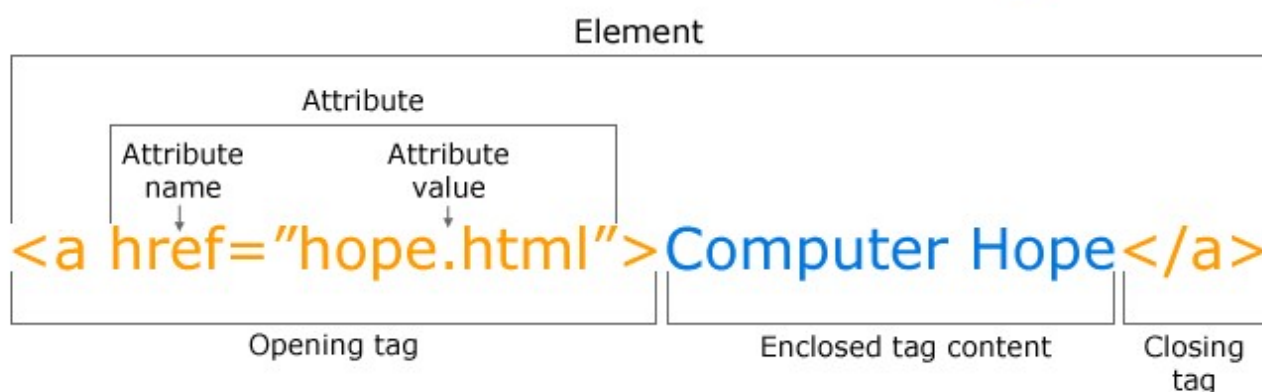 Element
Attribute
Attribute name
Attribute value
<a href=”hope.html”>Computer Hope</a>
Opening tag
Enclosed tag content
Closing tag